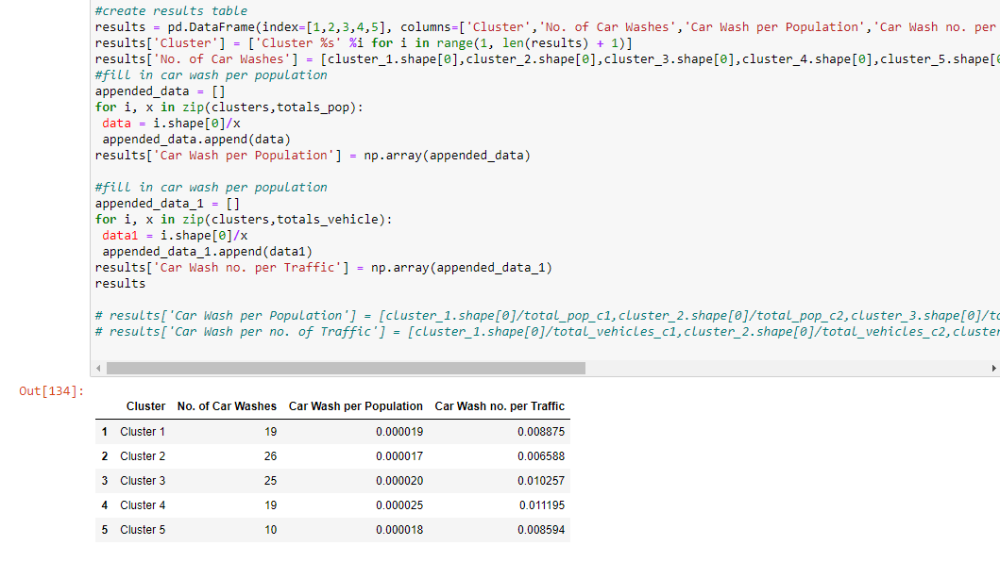 #create results table
results = pd.DataFrame(index=[1,2,3,4,5], columns=['Cluster','No. of Car Washes','Car Wash per Population','Car Wash no. per
results['Cluster'] = ['Cluster %s' %i for i in range(1, len(results) + 1)]
results['No. of Car Washes'] = [cluster_1.shape[0],cluster_2.shape[0],cluster_3.shape[0],cluster_4.shape[0],cluster_5.shape[0
#fill in car wash per population
appended_data = []
for i, x in zip(clusters,totals_pop):
 data = i.shape[0]/x
 appended_data.append(data)
results['Car Wash per Population'] = np.array(appended_data)
#fill in car wash per population
appended_data_1 = []
for i, x in zip(clusters,totals_vehicle):
 data1 = i.shape[0]/x
 appended_data_1.append(data1)
results['Car Wash no. per Traffic'] = np.array(appended_data_1)
results
# results['Car Wash per Population'] = [cluster_1.shape[0]/total_pop_c1,cluster_2.shape[0]/total_pop_c2,cluster_3.shape[0]/to
# results['Car Wash per no. of Traffic'] = [cluster_1.shape[0]/total_vehicles_c1,cluster_2.shape[0]/total_vehicles_c2,cluster
Out[134]:
Cluster No. of Car Washes Car Wash per Population Car Wash no. per Traffic
1 Cluster 1 19 0.000019 0.008875
2 Cluster 2 26 0.000017 0.006588
3 Cluster 3 25 0.000020 0.010257
4 Cluster 4 19 0.000025 0.011195
5 Cluster 5 10 0.000018 0.008594